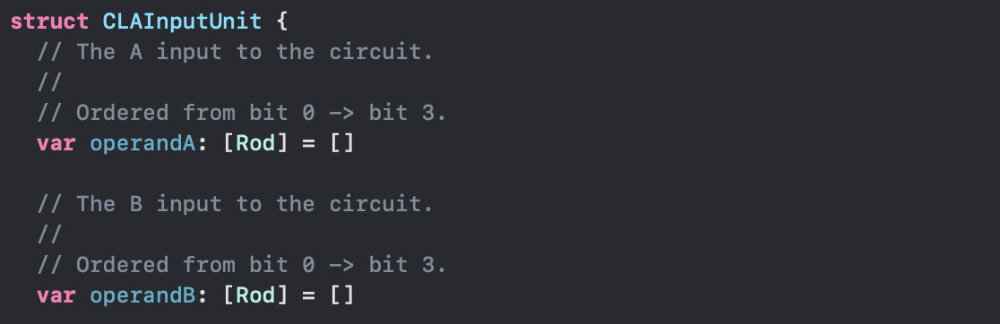 struct CLAInputUnit {
// The A input to the circuit.
//
// Ordered from bit 0 -> bit 3.
var operandA: [Rod] = []
// The B input to the circuit.
//
// Ordered from bit 0 -> bit 3.
var operandB: [Rod] = []